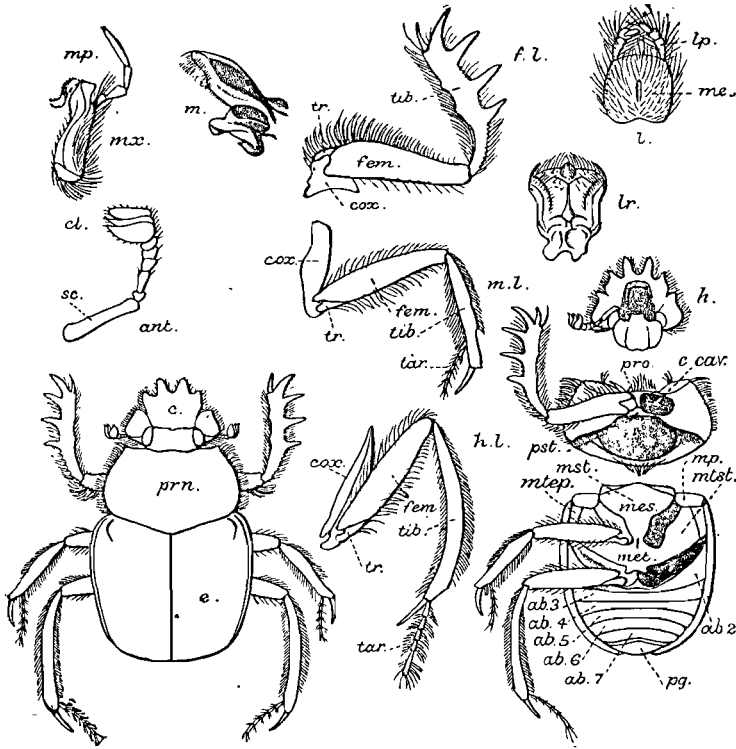 mp.
mx.
m.
f.l.
tr.
tib.
fem.
cox.
lp.
me.
l.
lr.
cl.
sc.
ant.
cox.
m.l.
fem.
tib.
tr.
tar.
h.
c.
prn.
e.
h.l.
cox.
fem
tib.
tr.
tar.
pro.
c. cav.
pst.
mst.
mp.
mtep.
mtst.
mes.
met.
ab.3
ab.4
ab.5
ab.6
ab.7
ab2
pg.